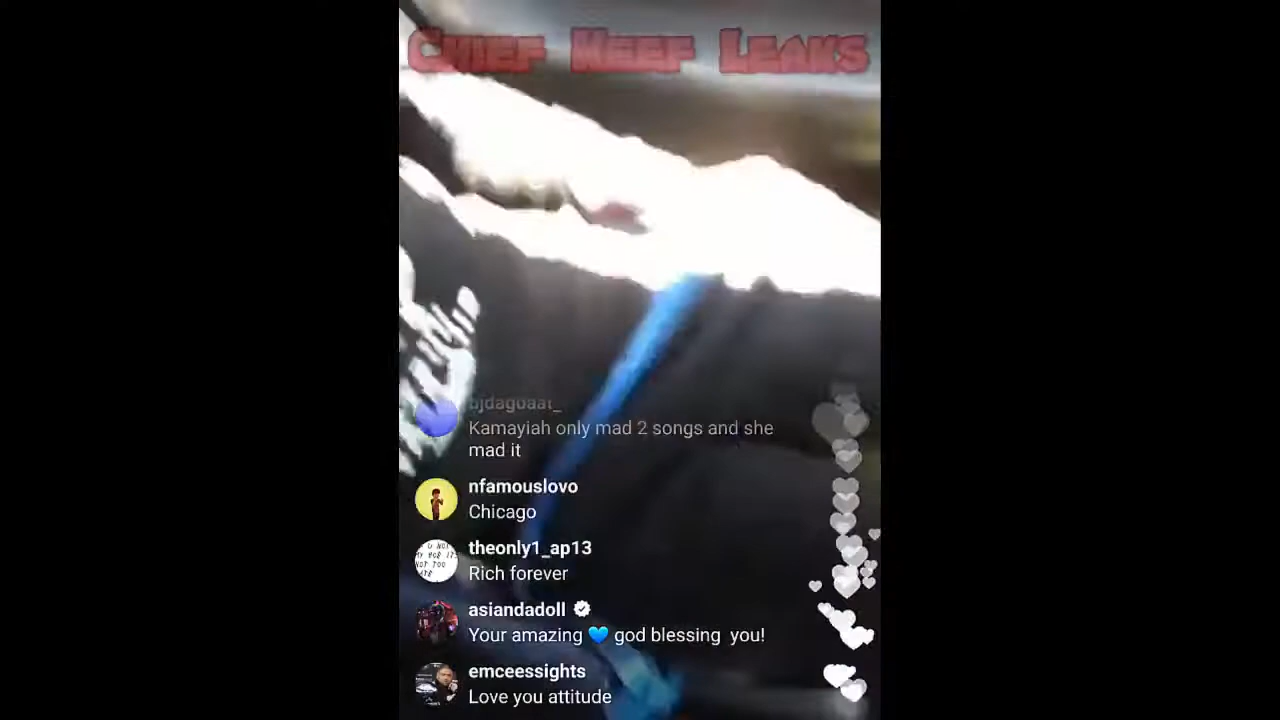 Chief Keef Leaks
bjdagoaat_
Kamayiah only mad 2 songs and she
mad it
nfamouslovo
Chicago
theonly1_ap13
Rich forever
asiandadoll
Your amazing 💙 god blessing you!
emceessights
Love you attitude